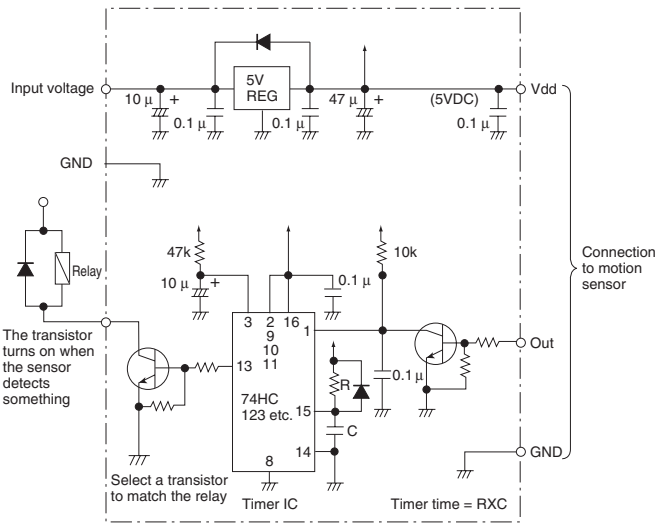 Input voltage
10 μ +
0.1 μ
5V
REG
0.1 μ
47 μ +
(5VDC)
0.1 μ
Vdd
GND
Relay
The transistor
turns on when
the sensor
detects
something
47k
10 μ +
0.1 μ
10k
3 2 16
9
10
11
1
13
74HC
123 etc.
15
14
8
R
C
0.1 μ
Out
GND
Connection
to motion
sensor
Select a transistor
to match the relay
Timer IC
Timer time = RXC